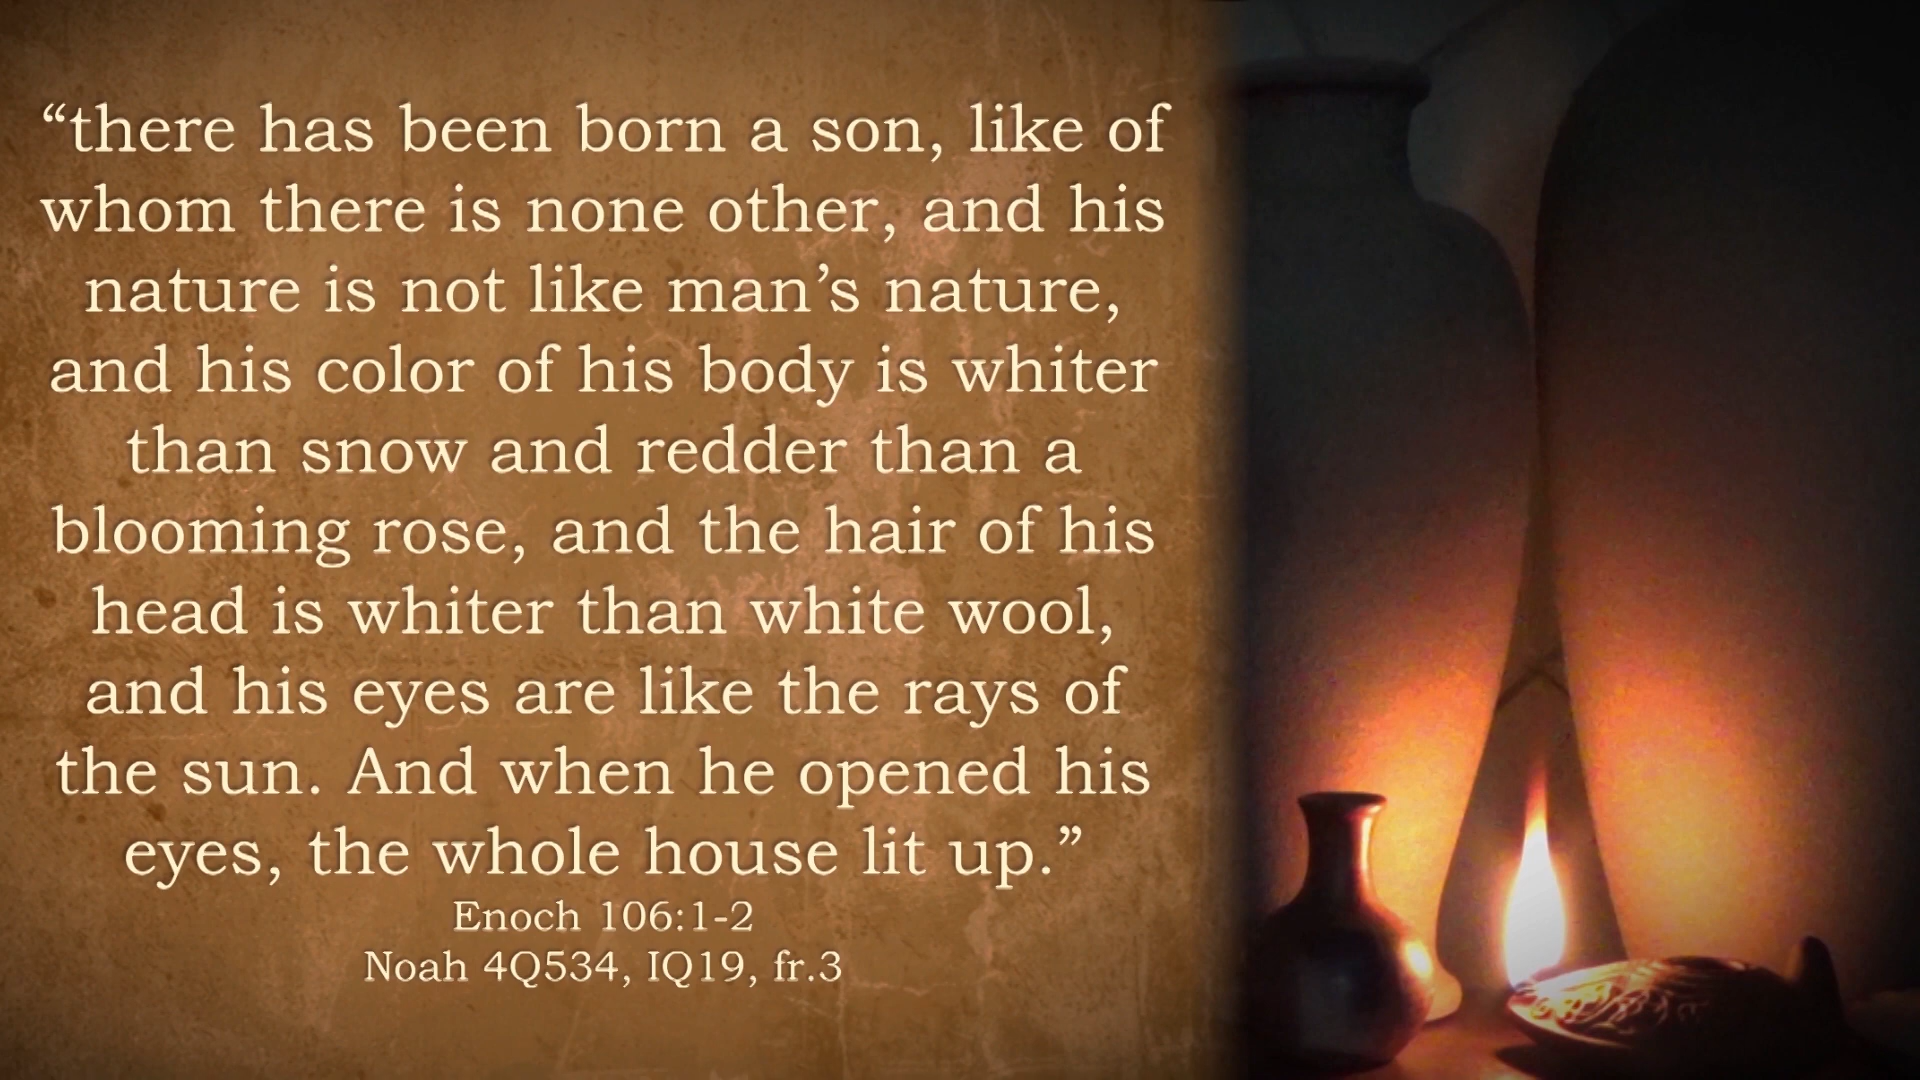 “there has been born a son, like of
whom there is none other, and his
nature is not like man’s nature,
and his color of his body is whiter
than snow and redder than a
blooming rose, and the hair of his
head is whiter than white wool,
and his eyes are like the rays of
the sun. And when he opened his
eyes, the whole house lit up.”
Enoch 106:1-2
Noah 4Q534, IQ19, fr.3